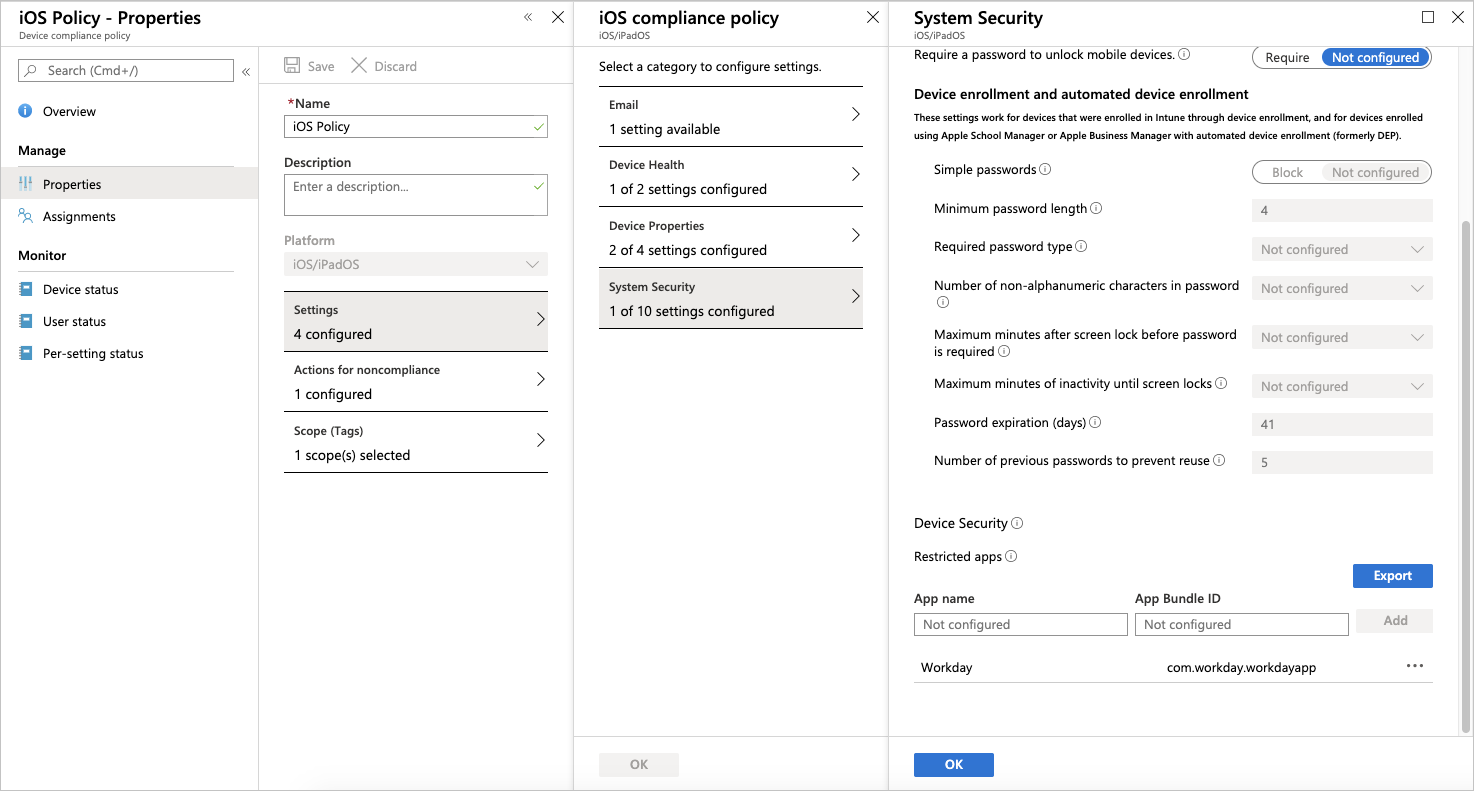 iOS Policy - Properties
Device compliance policy
Search (Cmd+/)
Overview
Manage
Properties
Assignments
Monitor
Device status
User status
Per-setting status
Save
Discard
*Name
iOS Policy
Description
Enter a description...
Platform
iOS/iPadOS
Settings
4 configured
Actions for noncompliance
1 configured
Scope (Tags)
1 scope(s) selected
iOS compliance policy
iOS/iPadOS
Select a category to configure settings.
Email
1 setting available
Device Health
1 of 2 settings configured
Device Properties
2 of 4 settings configured
System Security
1 of 10 settings configured
OK
System Security
iOS/iPadOS
Require a password to unlock mobile devices.
Require Not configured
Device enrollment and automated device enrollment
These settings work for devices that were enrolled in Intune through device enrollment, and for devices enrolled
using Apple School Manager or Apple Business Manager with automated device enrollment (formerly DEP).
Simple passwords
Block Not configured
Minimum password length
4
Required password type
Not configured
Number of non-alphanumeric characters in password
Not configured
Maximum minutes after screen lock before password
is required
Not configured
Maximum minutes of inactivity until screen locks
Not configured
Password expiration (days)
41
Number of previous passwords to prevent reuse
5
Device Security
Restricted apps
Export
App name App Bundle ID
Not configured Not configured Add
Workday com.workday.workdayapp
OK